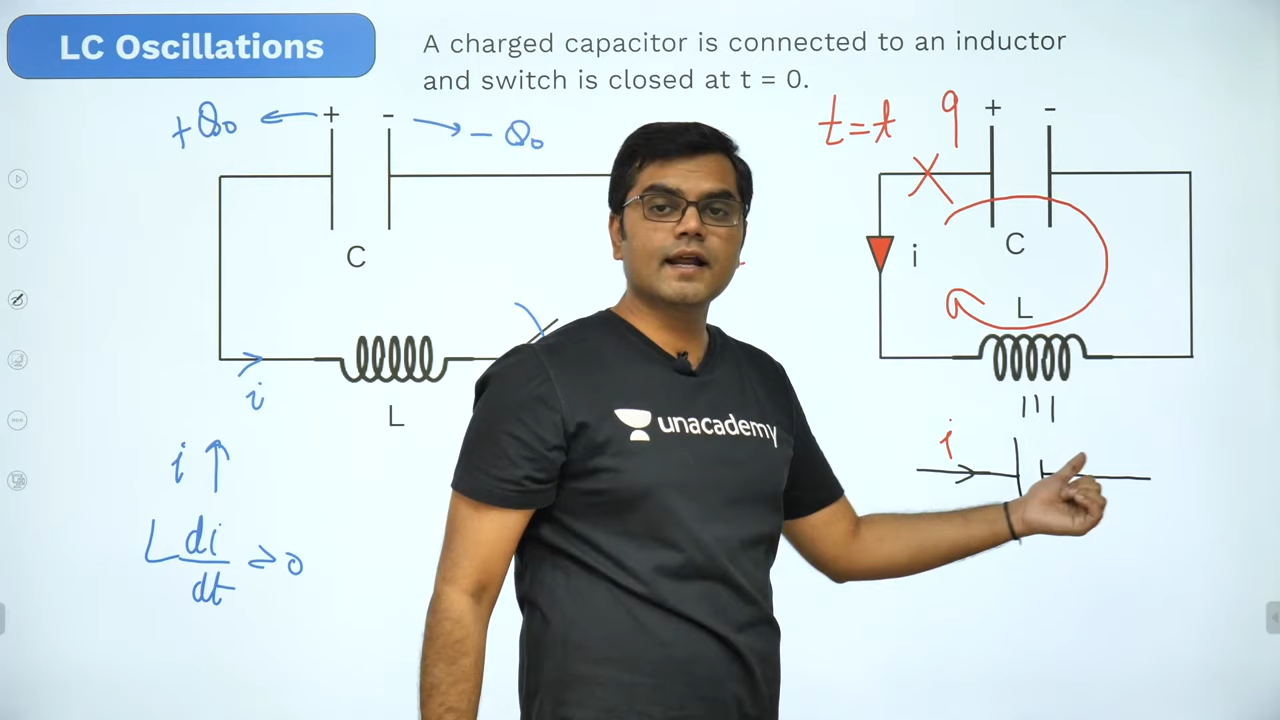 LC Oscillations
A charged capacitor is connected to an inductor
and switch is closed at t = 0.
+Q₀ + - - Q₀
C
i
L
i ↑
L di/dt > 0
t = t q + -
i
C
L
i
unacademy